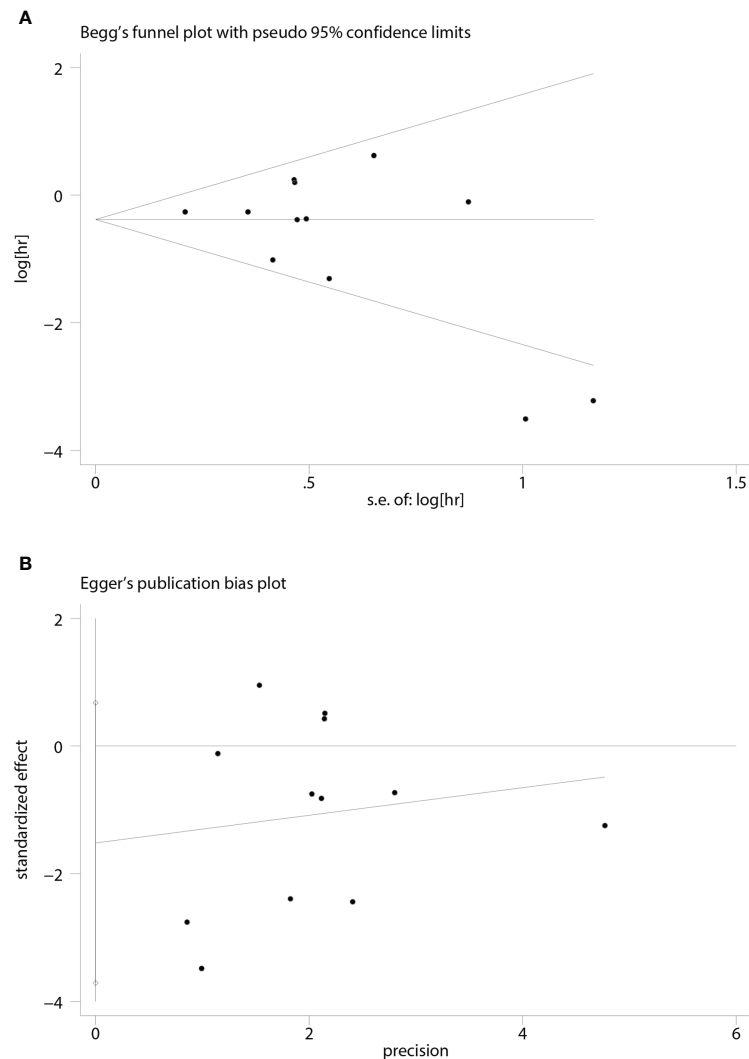 A
Begg’s funnel plot with pseudo 95% confidence limits
2
0
−2
−4
log[hr]
0 .5 1 1.5
s.e. of: log[hr]
B
Egger’s publication bias plot
2
0
−2
−4
standardized effect
0 2 4 6
precision